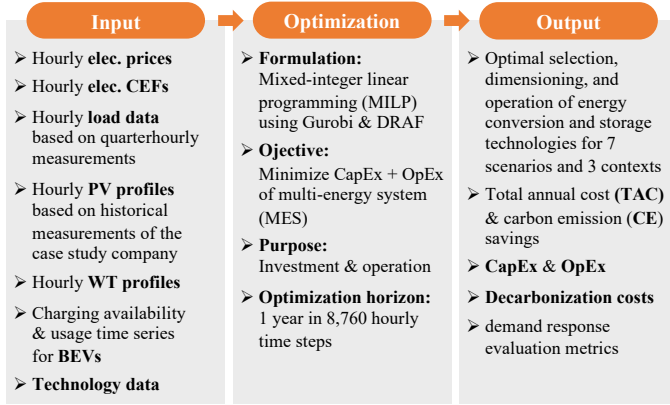 Input
➢ Hourly elec. prices
➢ Hourly elec. CEFs
➢ Hourly load data
based on quarterhourly
measurements
➢ Hourly PV profiles
based on historical
measurements of the
case study company
➢ Hourly WT profiles
➢ Charging availability
& usage time series
for BEVs
➢ Technology data
Optimization
➢ Formulation:
Mixed-integer linear
programming (MILP)
using Gurobi & DRAF
➢ Ojective:
Minimize CapEx + OpEx
of multi-energy system
(MES)
➢ Purpose:
Investment & operation
➢ Optimization horizon:
1 year in 8,760 hourly
time steps
Output
➢ Optimal selection,
dimensioning, and
operation of energy
conversion and storage
technologies for 7
scenarios and 3 contexts
➢ Total annual cost (TAC)
& carbon emission (CE)
savings
➢ CapEx & OpEx
➢ Decarbonization costs
➢ demand response
evaluation metrics